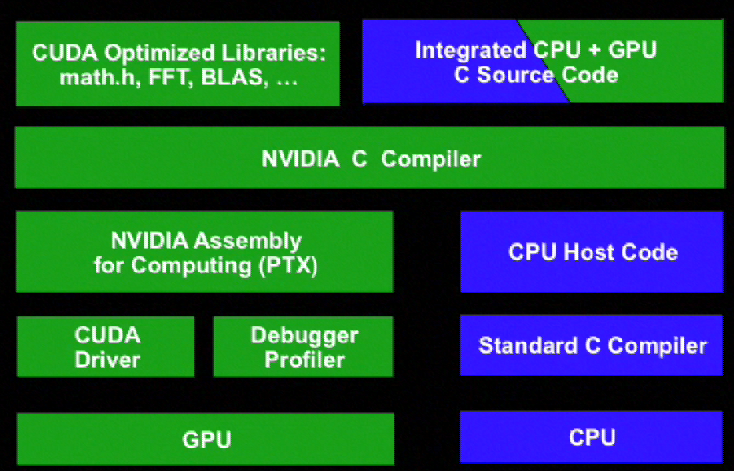 CUDA Optimized Libraries:
math.h, FFT, BLAS, …
Integrated CPU + GPU
C Source Code
NVIDIA C Compiler
NVIDIA Assembly
for Computing (PTX)
CPU Host Code
CUDA
Driver
Debugger
Profiler
Standard C Compiler
GPU
CPU